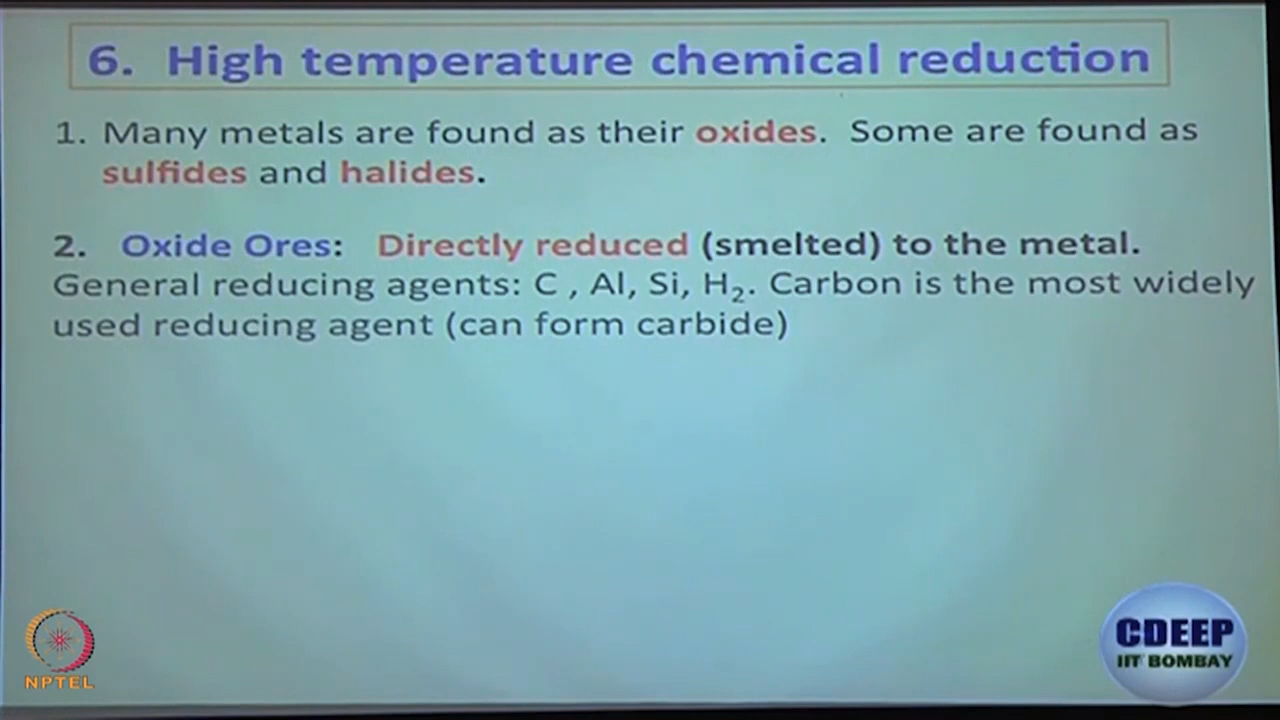 6. High temperature chemical reduction
1. Many metals are found as their oxides. Some are found as
sulfides and halides.
2. Oxide Ores: Directly reduced (smelted) to the metal.
General reducing agents: C , Al, Si, H₂. Carbon is the most widely
used reducing agent (can form carbide)
NPTEL
CDEEP
IIT BOMBAY